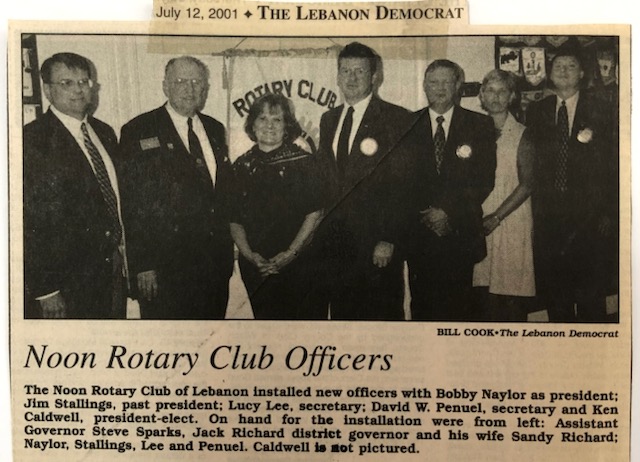 July 12, 2001 ✦ THE LEBANON DEMOCRAT
ROTARY CLUB
BILL COOK•The Lebanon Democrat
Noon Rotary Club Officers
The Noon Rotary Club of Lebanon installed new officers with Bobby Naylor as president;
Jim Stallings, past president; Lucy Lee, secretary; David W. Penuel, secretary and Ken
Caldwell, president-elect. On hand for the installation were from left: Assistant
Governor Steve Sparks, Jack Richard district governor and his wife Sandy Richard;
Naylor, Stallings, Lee and Penuel. Caldwell is not pictured.